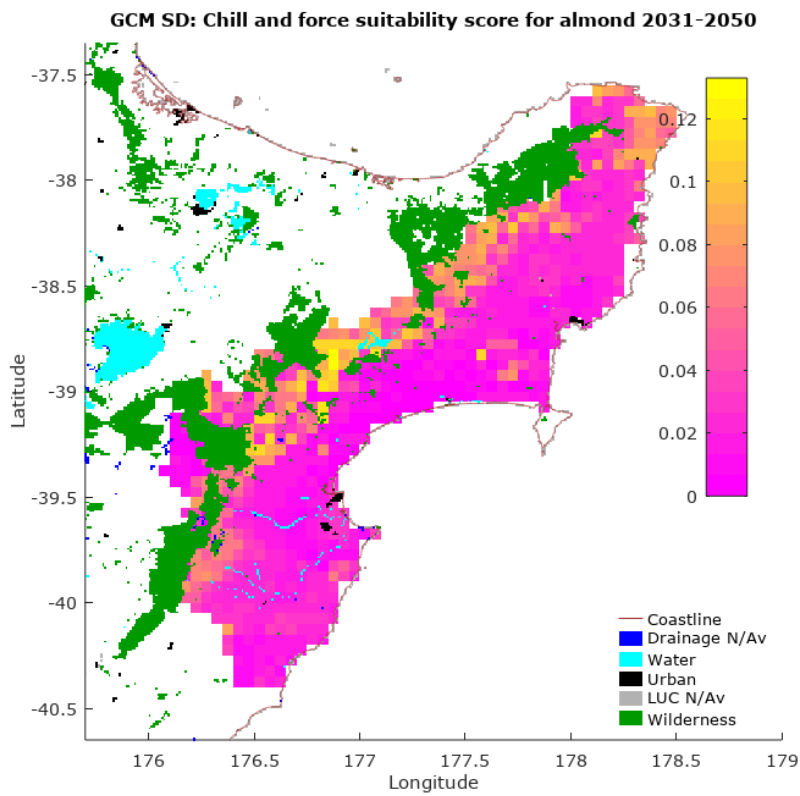 GCM SD: Chill and force suitability score for almond 2031-2050
-37.5
-38
-38.5
-39
-39.5
-40
-40.5
Latitude
176
176.5
177
177.5
178
178.5
179
Longitude
0.12
0.1
0.08
0.06
0.04
0.02
0
Coastline
Drainage N/Av
Water
Urban
LUC N/Av
Wilderness